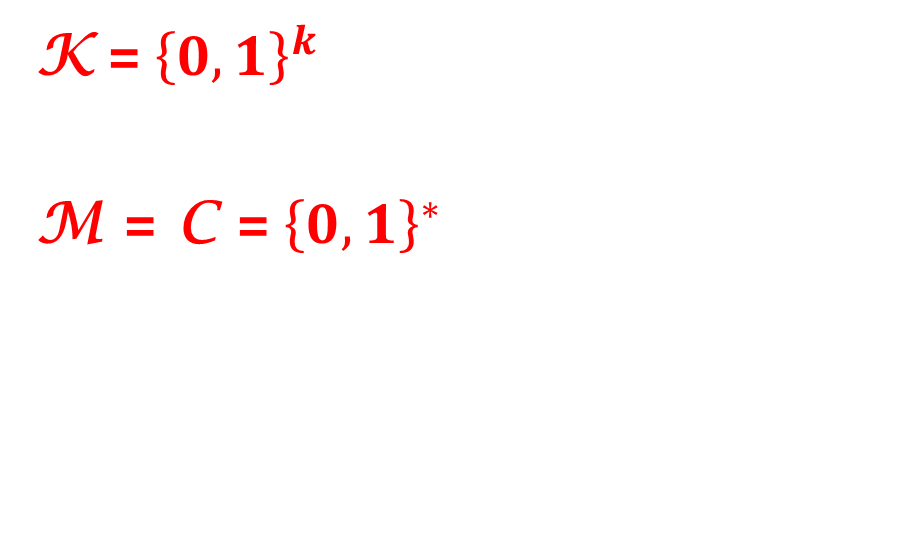 𝒦 = {0, 1}ᵏ
ℳ = C = {0, 1}*